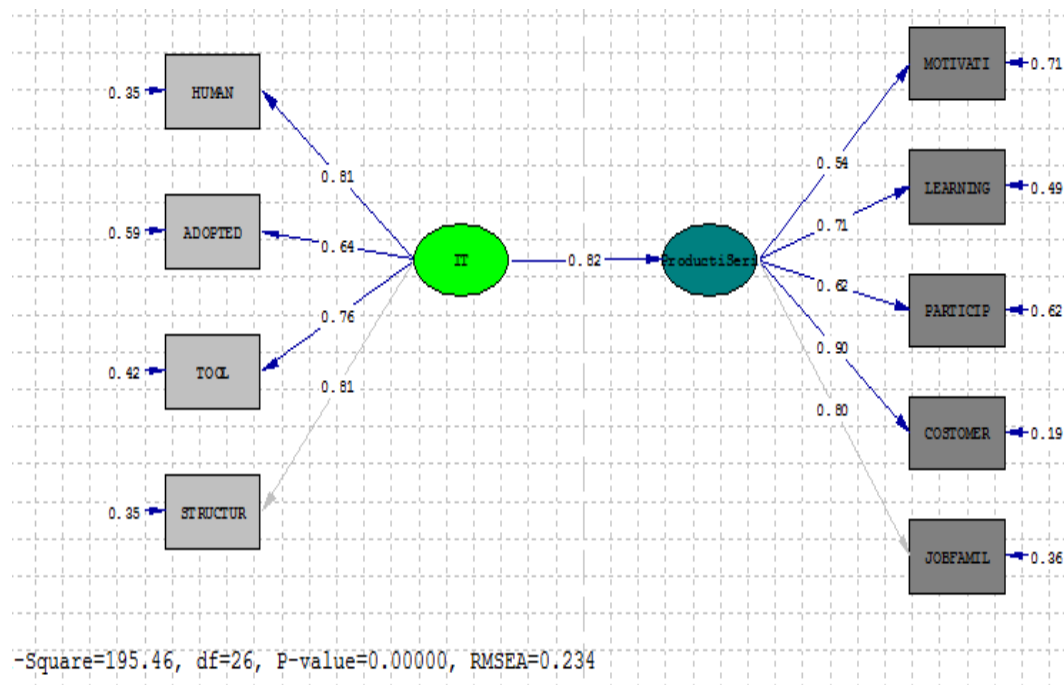 0.35 HUMAN
0.59 ADOPTED
0.42 TOOL
0.35 STRUCTUR
0.81
0.64
0.76
0.81
IT
0.82
ProductiSeri
0.54
0.71
0.62
0.90
0.80
MOTIVATI 0.71
LEARNING 0.49
PARTICIP 0.62
COSTOMER 0.19
JOBFAMIL 0.36
-Square=195.46, df=26, P-value=0.00000, RMSEA=0.234